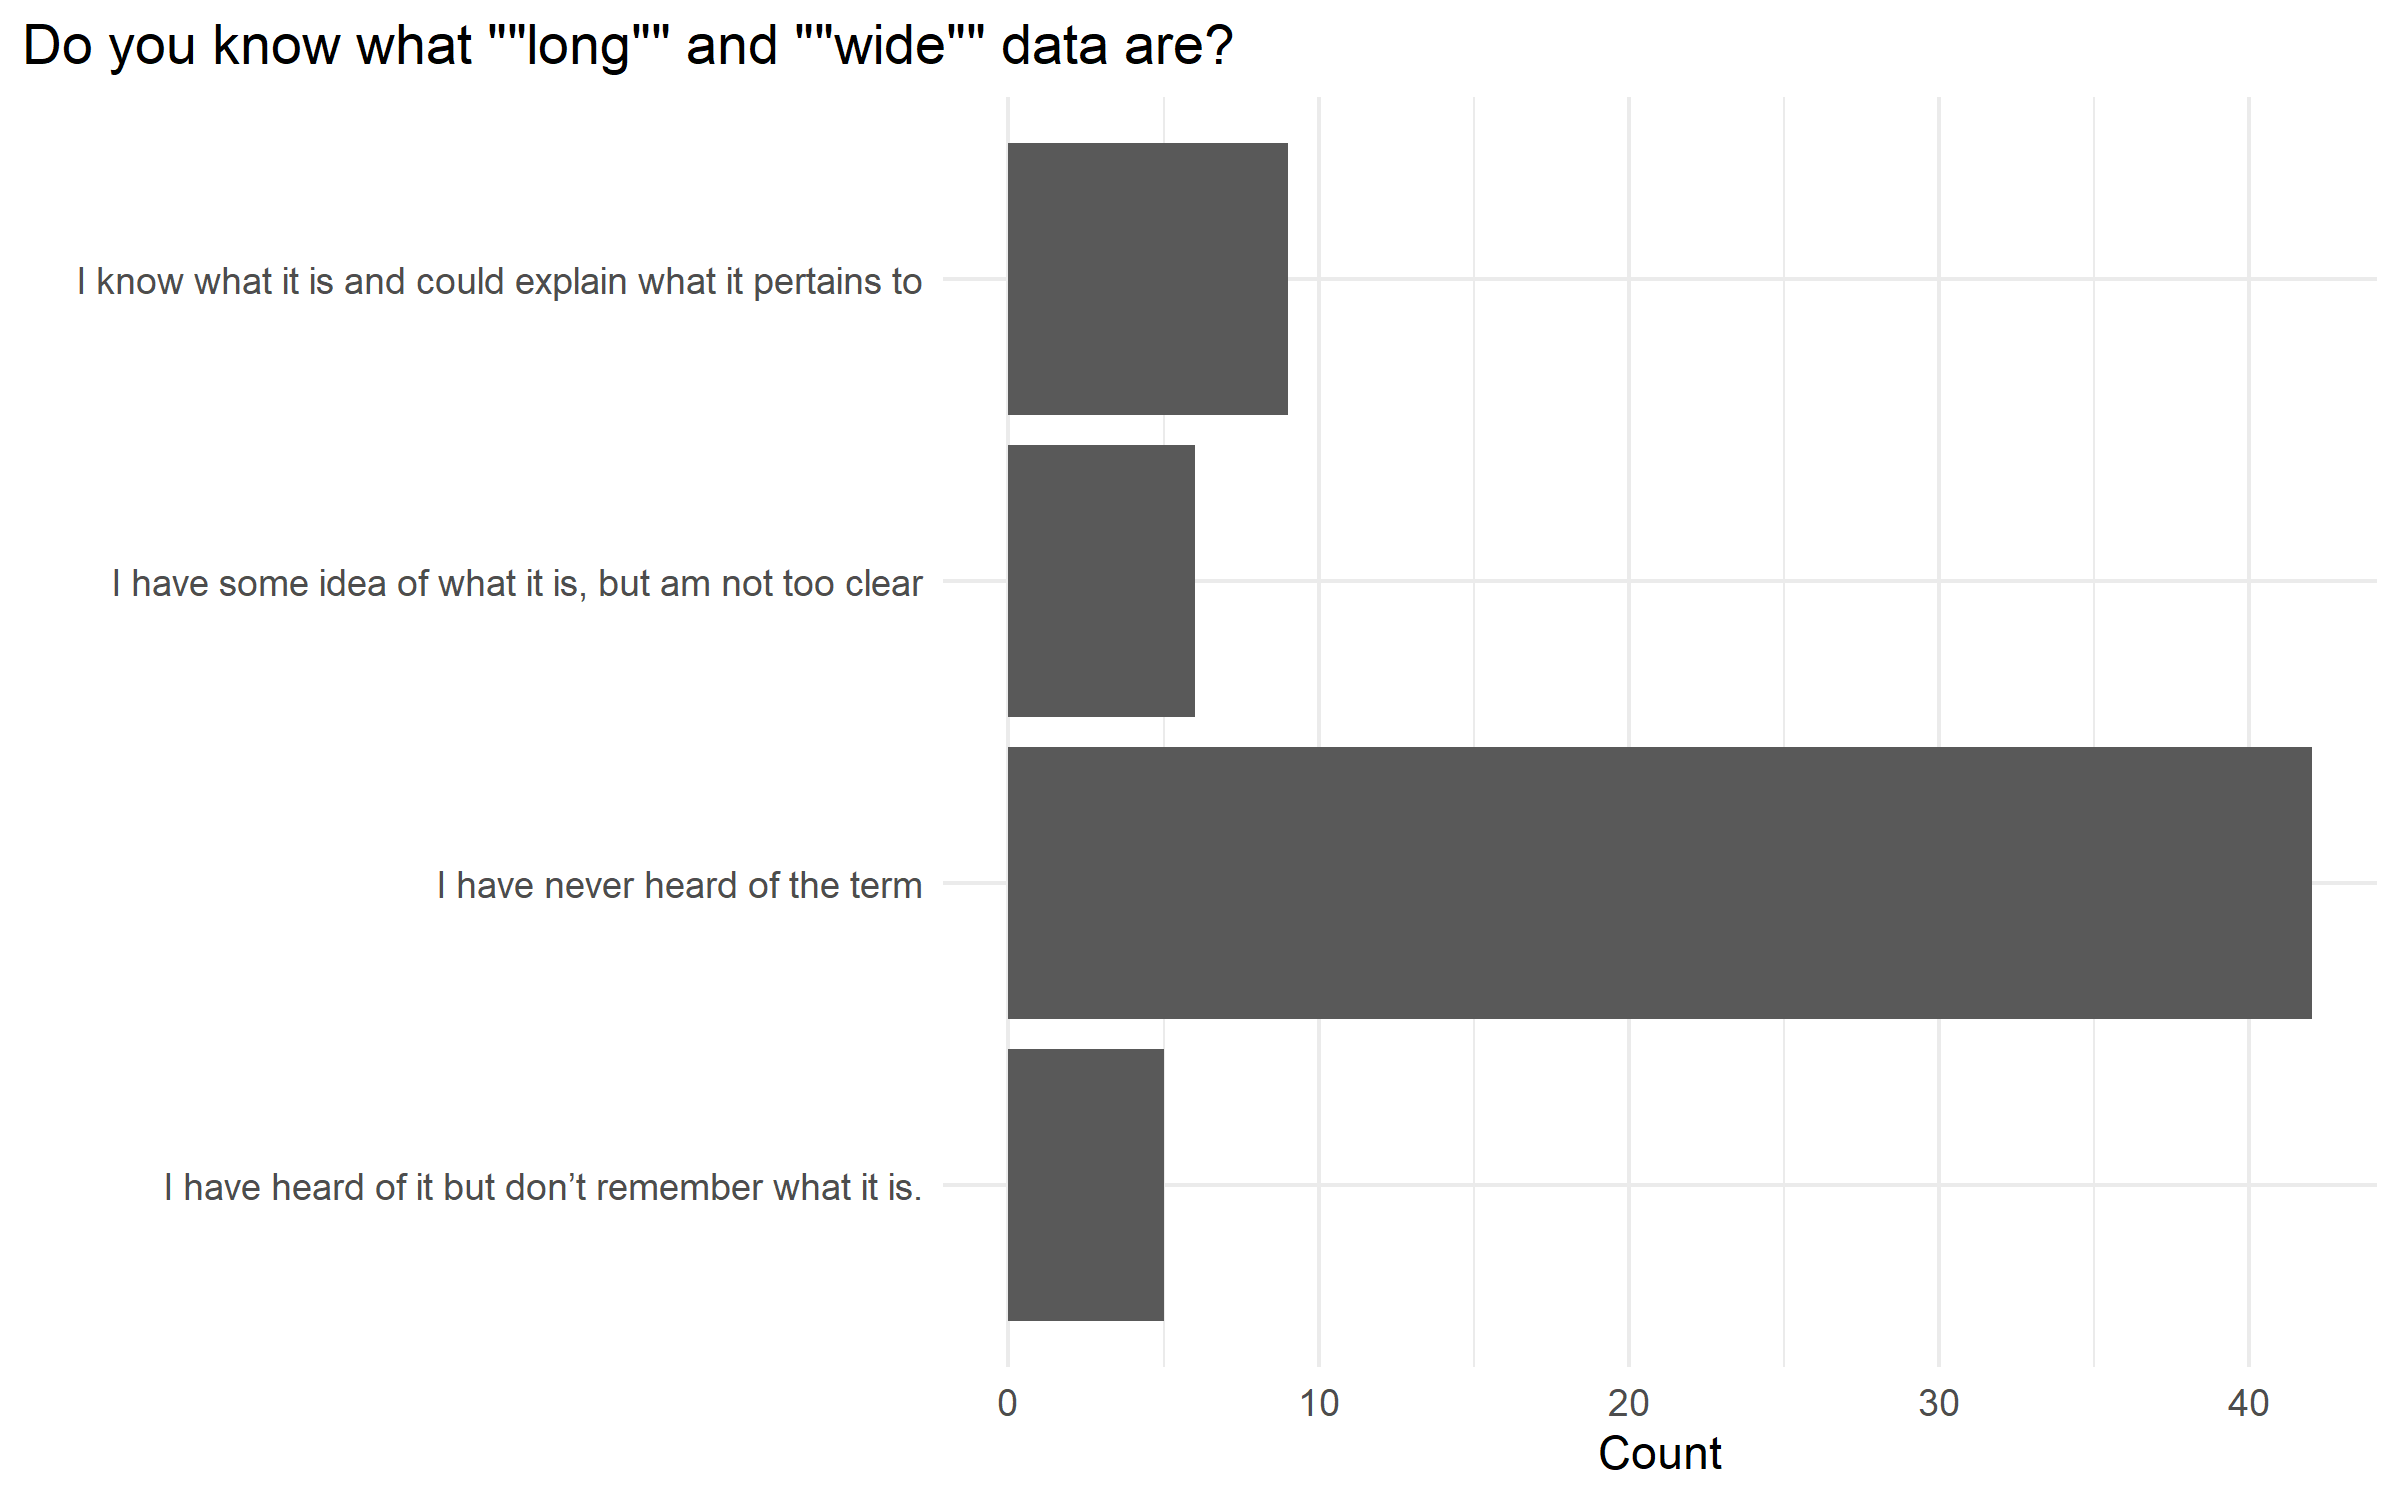 Do you know what ""long"" and ""wide"" data are?
I know what it is and could explain what it pertains to
I have some idea of what it is, but am not too clear
I have never heard of the term
I have heard of it but don’t remember what it is.
0 10 20 30 40
Count